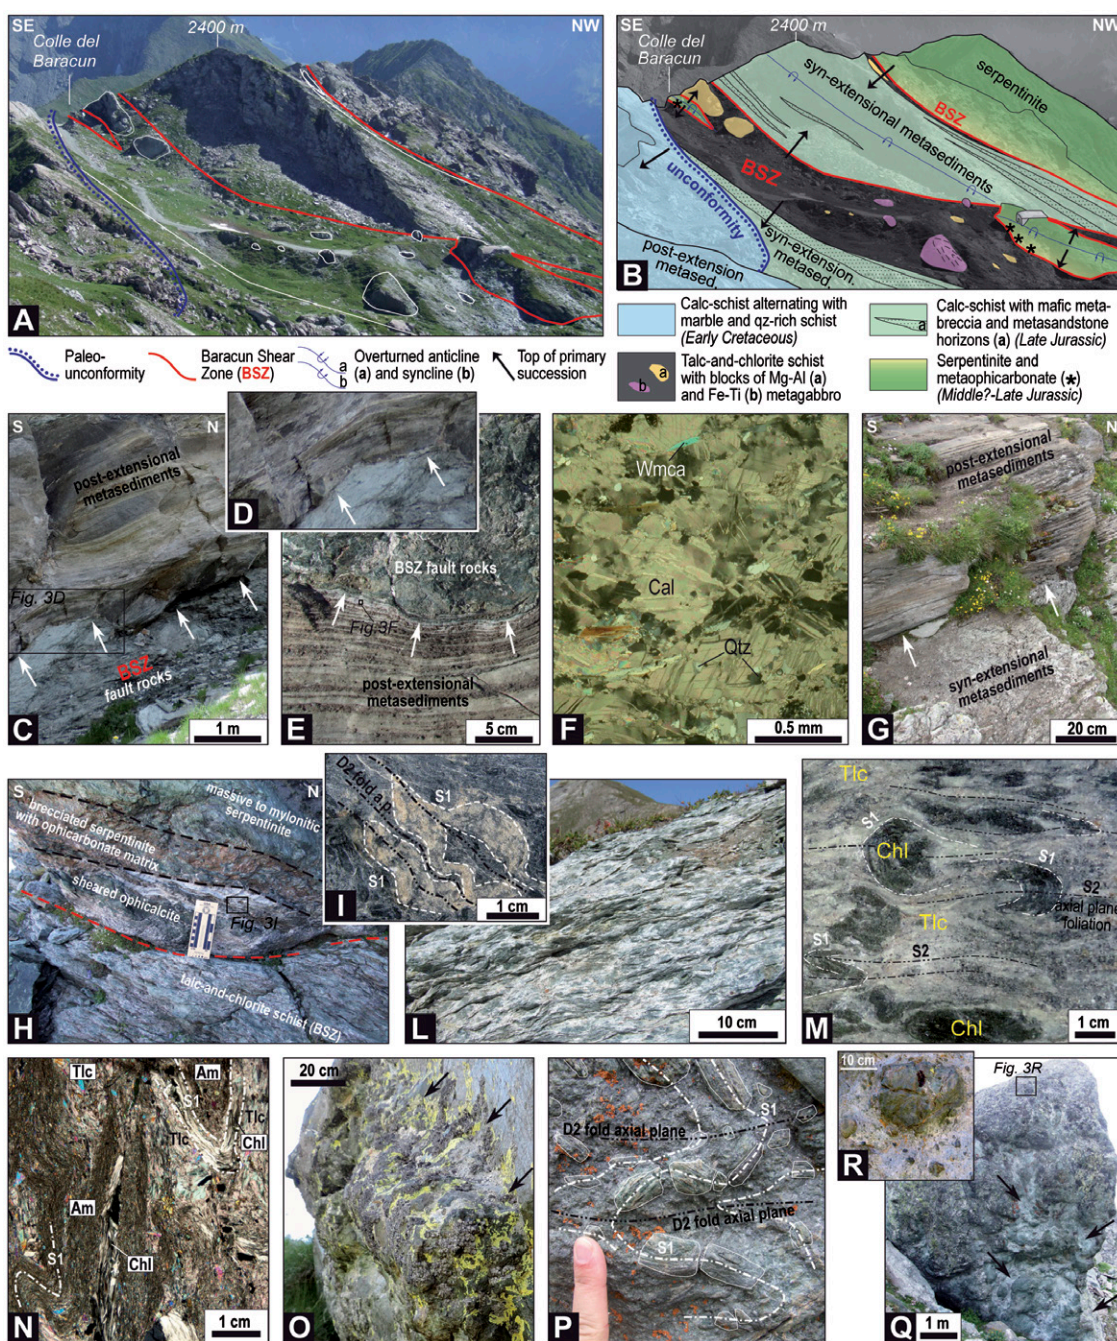 SE
NW
2400 m
Colle del
Baracun
A
SE
NW
Colle del
Baracun
2400 m
serpentinite
BSZ
syn-extensional metasediments
BSZ
unconformity
syn-extension.
metased.
post-extension
metased.
B
Paleo-
unconformity
Baracun Shear
Zone (BSZ)
a
b
Overturned anticline
(a) and syncline (b)
Top of primary
succession
Calc-schist alternating with
marble and qz-rich schist
(Early Cretaceous)
a
b
Talc-and-chlorite schist
with blocks of Mg-Al (a)
and Fe-Ti (b) metagabbro
a
Calc-schist with mafic meta-
breccia and metasandstone
horizons (a) (Late Jurassic)
Serpentinite and
metaophicarbonate (*)
(Middle?-Late Jurassic)
S
N
post-extensional
metasediments
Fig. 3D
BSZ
fault rocks
C
1 m
D
BSZ fault rocks
Fig.3F
post-extensional
metasediments
E
5 cm
Wmca
Cal
Qtz
F
0.5 mm
S
N
post-extensional
metasediments
syn-extensional
metasediments
G
20 cm
S
N
massive to mylonitic
serpentinite
brecciated serpentinite
with ophicarbonate matrix
sheared ophicalcite
Fig. 3I
talc-and-chlorite schist (BSZ)
H
D2 fold a.p.
S1
S1
I
1 cm
L
10 cm
Tlc
S1
Chl
S1
S2
axial plane
foliation
Tlc
S1
S2
Chl
M
1 cm
Tlc
Am
S1
Tlc
Tlc
Chl
Am
S1
Chl
N
1 cm
20 cm
O
S1
D2 fold axial plane
D2 fold axial plane
S1
P
10 cm
R
Fig. 3R
Q
1 m